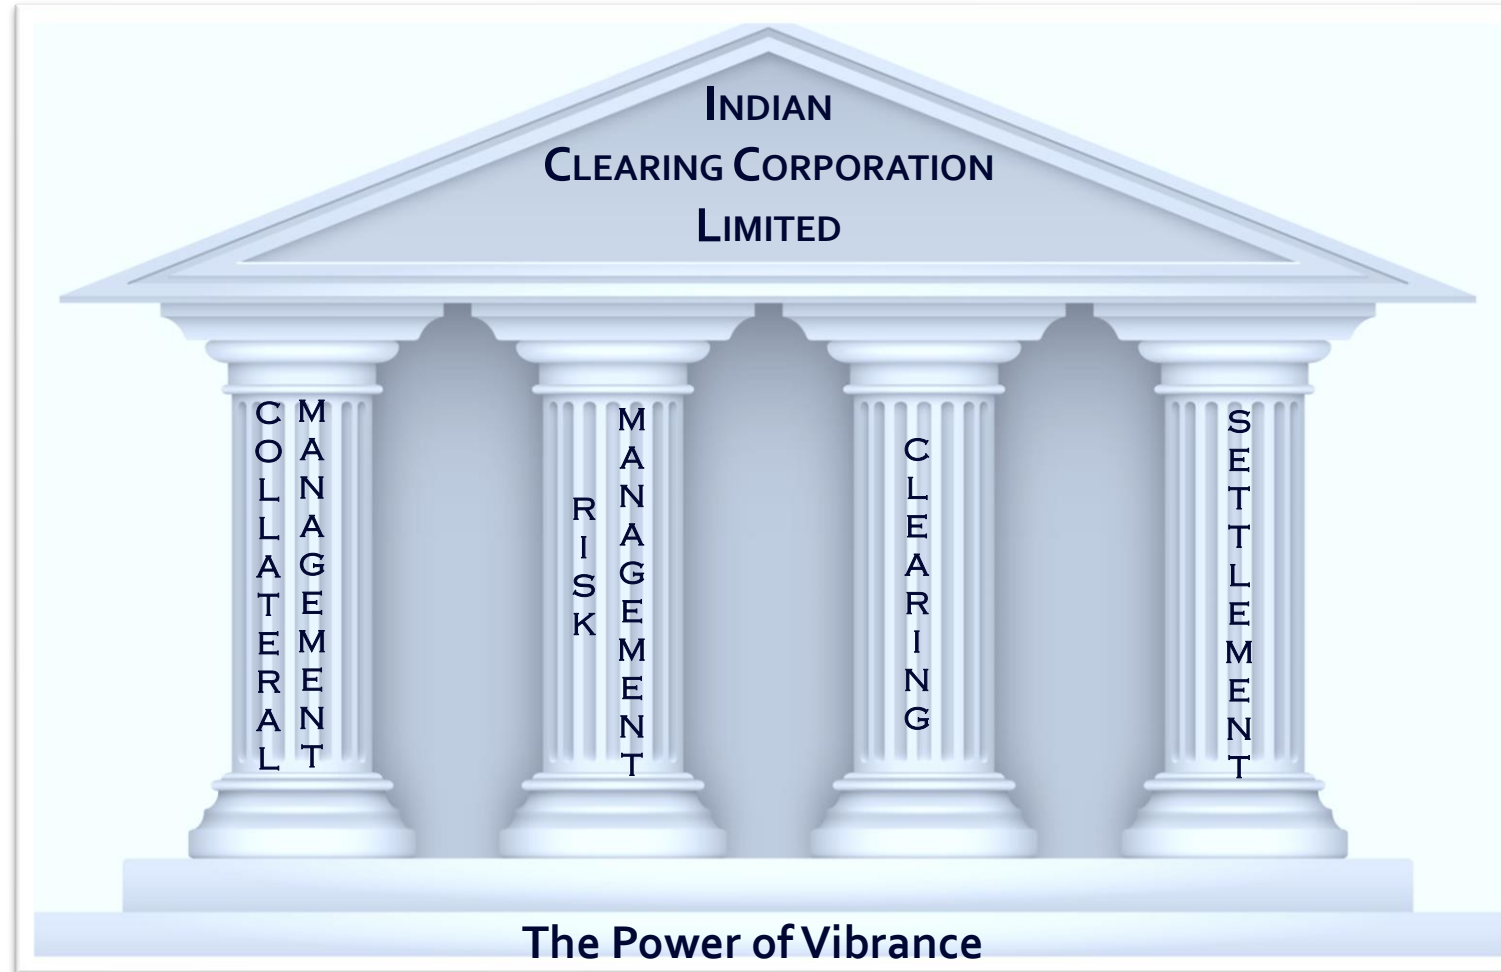 INDIAN
CLEARING CORPORATION
LIMITED
COLLATERAL
MANAGEMENT
RISK
MANAGEMENT
CLEARING
SETTLEMENT
The Power of Vibrance